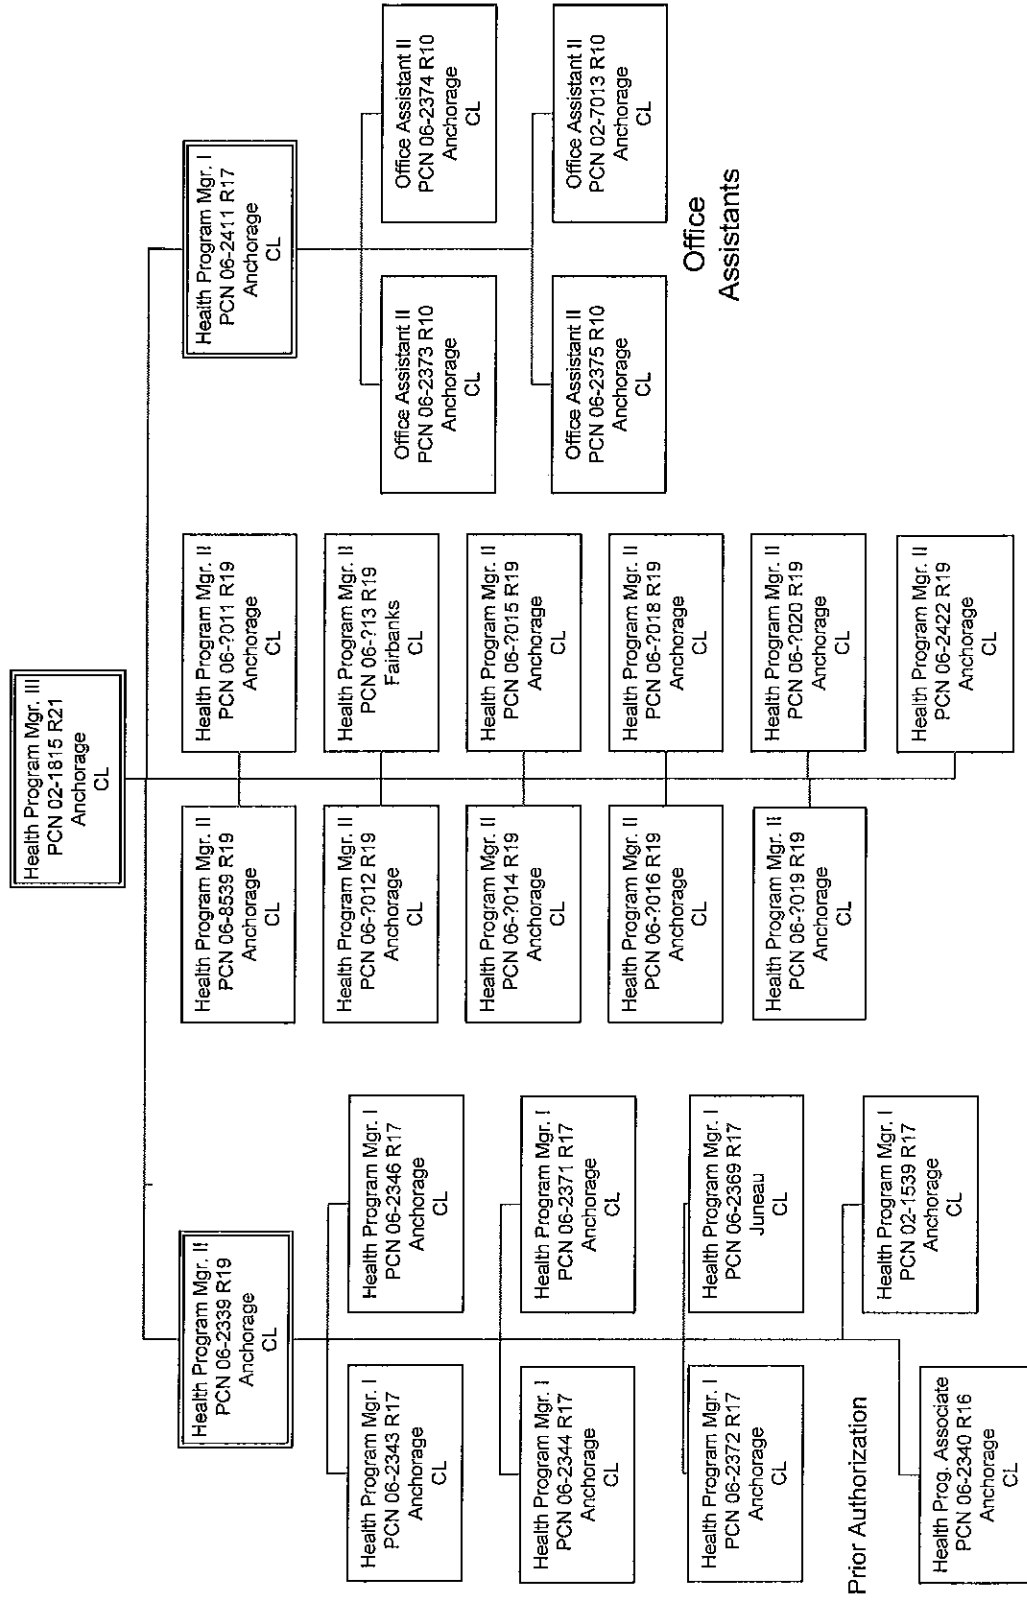 Health Program Mgr. III
PCN 02-1815 R21
Anchorage
CL
Health Program Mgr. II
PCN 06-2339 R19
Anchorage
CL
Health Program Mgr. I
PCN 06-2343 R17
Anchorage
CL
Health Program Mgr. I
PCN 06-2346 R17
Anchorage
CL
Health Program Mgr. I
PCN 06-2344 R17
Anchorage
CL
Health Program Mgr. I
PCN 06-2371 R17
Anchorage
CL
Health Program Mgr. I
PCN 06-2372 R17
Anchorage
CL
Health Program Mgr. I
PCN 06-2369 R17
Juneau
CL
Prior Authorization
Health Program Mgr. I
PCN 02-1539 R17
Anchorage
CL
Health Prog. Associate
PCN 06-2340 R16
Anchorage
CL
Health Program Mgr. II
PCN 06-8539 R19
Anchorage
CL
Health Program Mgr. II
PCN 06-?011 R19
Anchorage
CL
Health Program Mgr. II
PCN 06-?012 R19
Anchorage
CL
Health Program Mgr. II
PCN 06-?13 R19
Fairbanks
CL
Health Program Mgr. II
PCN 06-?014 R19
Anchorage
CL
Health Program Mgr. II
PCN 06-?015 R19
Anchorage
CL
Health Program Mgr. II
PCN 06-?016 R19
Anchorage
CL
Health Program Mgr. II
PCN 06-?018 R19
Anchorage
CL
Health Program Mgr. II
PCN 06-?019 R19
Anchorage
CL
Health Program Mgr. II
PCN 06-?020 R19
Anchorage
CL
Health Program Mgr. II
PCN 06-2422 R19
Anchorage
CL
Health Program Mgr. I
PCN 06-2411 R17
Anchorage
CL
Office Assistant II
PCN 06-2373 R10
Anchorage
CL
Office Assistant II
PCN 06-2374 R10
Anchorage
CL
Office Assistant II
PCN 06-2375 R10
Anchorage
CL
Office Assistant II
PCN 02-7013 R10
Anchorage
CL
Office
Assistants